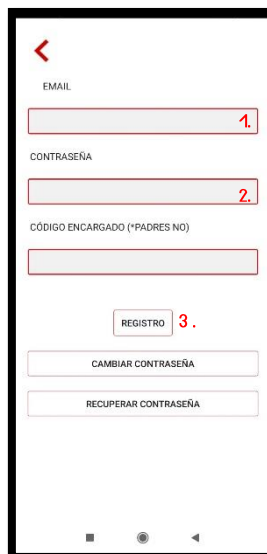 EMAIL
1.
CONTRASEÑA
2.
CÓDIGO ENCARGADO (*PADRES NO)
REGISTRO 3.
CAMBIAR CONTRASEÑA
RECUPERAR CONTRASEÑA